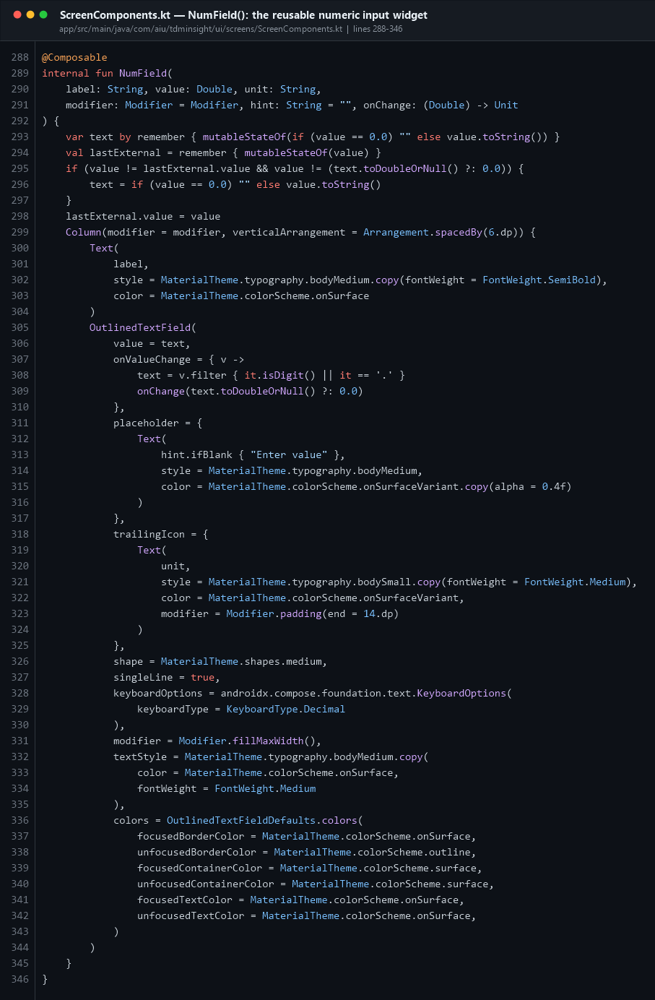 ScreenComponents.kt — NumField(): the reusable numeric input widget
app/src/main/java/com/aiu/tdminsight/ui/screens/ScreenComponents.kt | lines 288-346
288 @Composable
289 internal fun NumField(
290     label: String, value: Double, unit: String,
291     modifier: Modifier = Modifier, hint: String = "", onChange: (Double) -> Unit
292 ) {
293     var text by remember { mutableStateOf(if (value == 0.0) "" else value.toString()) }
294     val lastExternal = remember { mutableStateOf(value) }
295     if (value != lastExternal.value && value != (text.toDoubleOrNull() ?: 0.0)) {
296         text = if (value == 0.0) "" else value.toString()
297     }
298     lastExternal.value = value
299     Column(modifier = modifier, verticalArrangement = Arrangement.spacedBy(6.dp)) {
300         Text(
301             label,
302             style = MaterialTheme.typography.bodyMedium.copy(fontWeight = FontWeight.SemiBold),
303             color = MaterialTheme.colorScheme.onSurface
304         )
305         OutlinedTextField(
306             value = text,
307             onValueChange = { v ->
308                 text = v.filter { it.isDigit() || it == '.' }
309                 onChange(text.toDoubleOrNull() ?: 0.0)
310             },
311             placeholder = {
312                 Text(
313                     hint.ifBlank { "Enter value" },
314                     style = MaterialTheme.typography.bodyMedium,
315                     color = MaterialTheme.colorScheme.onSurfaceVariant.copy(alpha = 0.4f)
316                 )
317             },
318             trailingIcon = {
319                 Text(
320                     unit,
321                     style = MaterialTheme.typography.bodySmall.copy(fontWeight = FontWeight.Medium),
322                     color = MaterialTheme.colorScheme.onSurfaceVariant,
323                     modifier = Modifier.padding(end = 14.dp)
324                 )
325             },
326             shape = MaterialTheme.shapes.medium,
327             singleLine = true,
328             keyboardOptions = androidx.compose.foundation.text.KeyboardOptions(
329                 keyboardType = KeyboardType.Decimal
330             ),
331             modifier = Modifier.fillMaxWidth(),
332             textStyle = MaterialTheme.typography.bodyMedium.copy(
333                 color = MaterialTheme.colorScheme.onSurface,
334                 fontWeight = FontWeight.Medium
335             ),
336             colors = OutlinedTextFieldDefaults.colors(
337                 focusedBorderColor = MaterialTheme.colorScheme.onSurface,
338                 unfocusedBorderColor = MaterialTheme.colorScheme.outline,
339                 focusedContainerColor = MaterialTheme.colorScheme.surface,
340                 unfocusedContainerColor = MaterialTheme.colorScheme.surface,
341                 focusedTextColor = MaterialTheme.colorScheme.onSurface,
342                 unfocusedTextColor = MaterialTheme.colorScheme.onSurface,
343             )
344         )
345     }
346 }